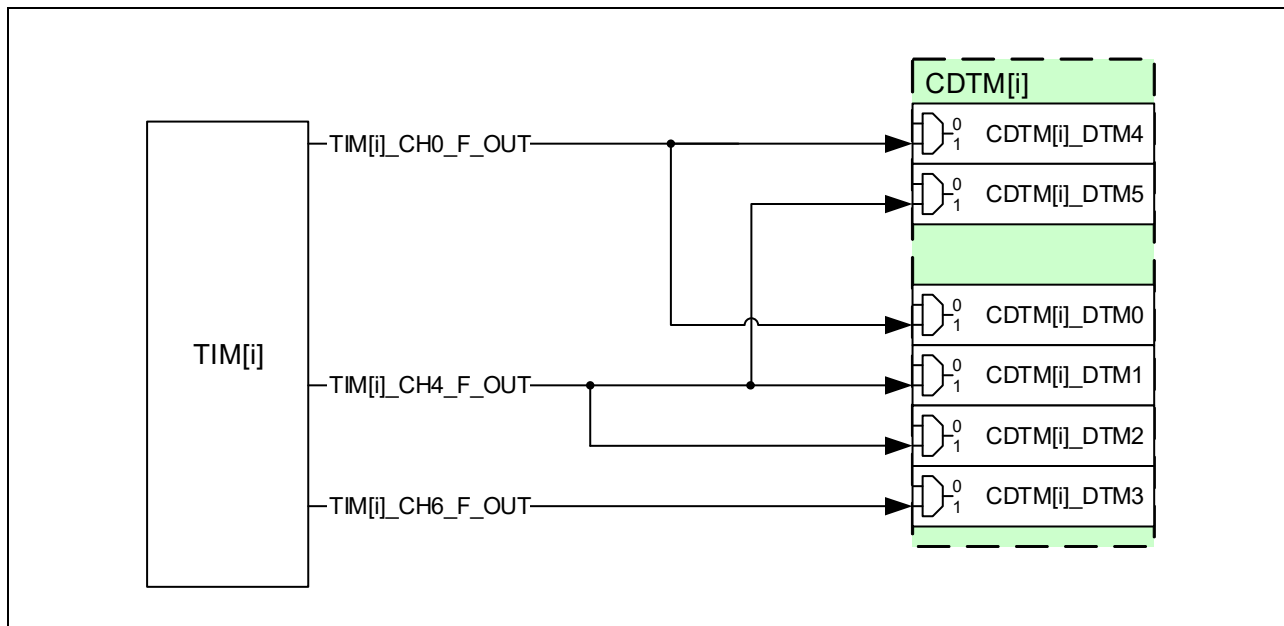 CDTM[i]
TIM[i]_CH0_F_OUT
0
1
CDTM[i]_DTM4
0
1
CDTM[i]_DTM5
0
1
CDTM[i]_DTM0
TIM[i]
TIM[i]_CH4_F_OUT
0
1
CDTM[i]_DTM1
0
1
CDTM[i]_DTM2
TIM[i]_CH6_F_OUT
0
1
CDTM[i]_DTM3